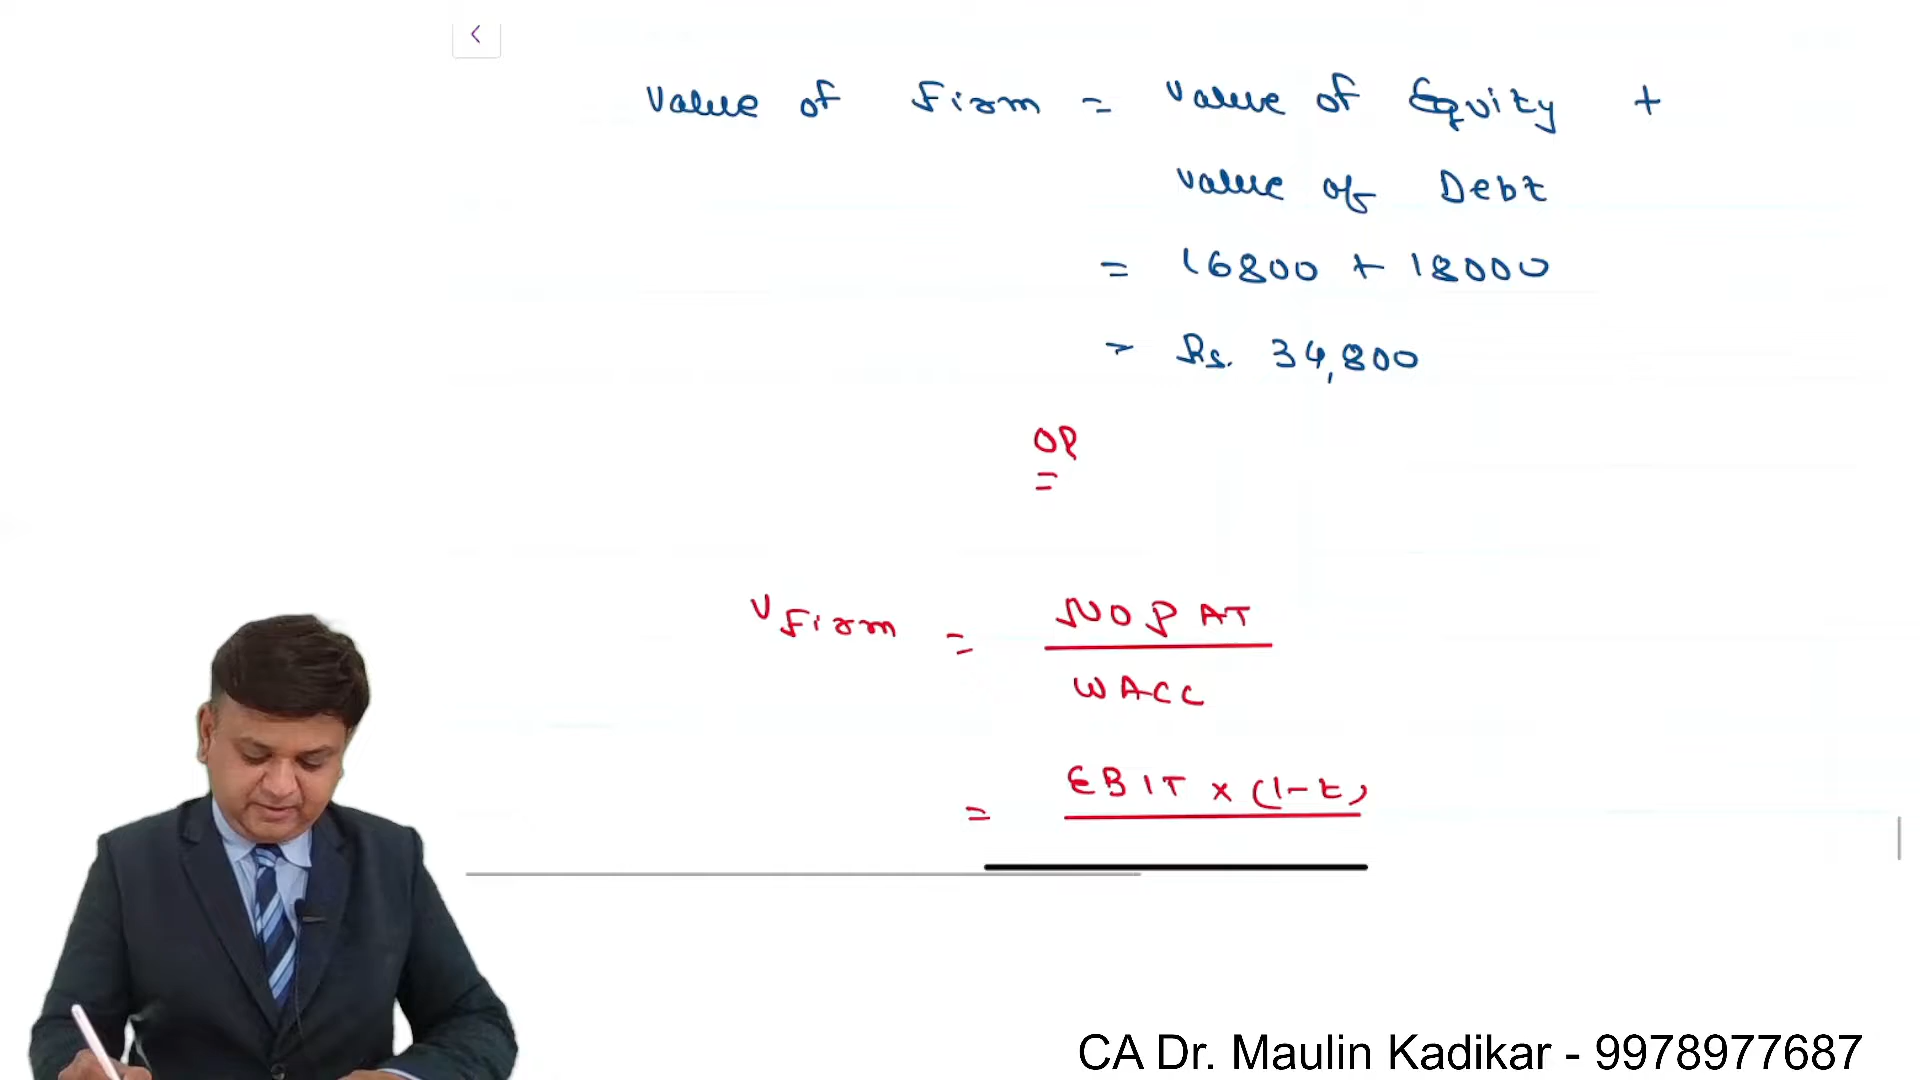 Value of Firm = Value of Equity +
Value of Debt
= 16800 + 18000
= Rs. 34,800
OR
=
V Firm = NOPAT
WACC
= EBIT x (1-t)
CA Dr. Maulin Kadikar - 9978977687